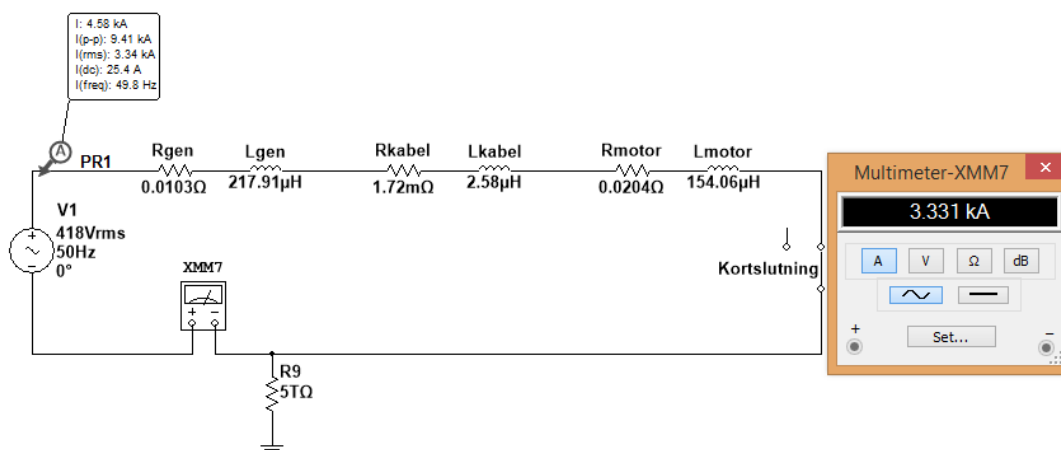 I: 4.58 kA
I(p-p): 9.41 kA
I(rms): 3.34 kA
I(dc): 25.4 A
I(freq): 49.8 Hz
A
PR1
Rgen
0.0103Ω
Lgen
217.91µH
Rkabel
1.72mΩ
Lkabel
2.58µH
Rmotor
0.0204Ω
Lmotor
154.06µH
V1
418Vrms
50Hz
0°
XMM7
Kortslutning
R9
5TΩ
Multimeter-XMM7
3.331 kA
A V Ω dB
Set...